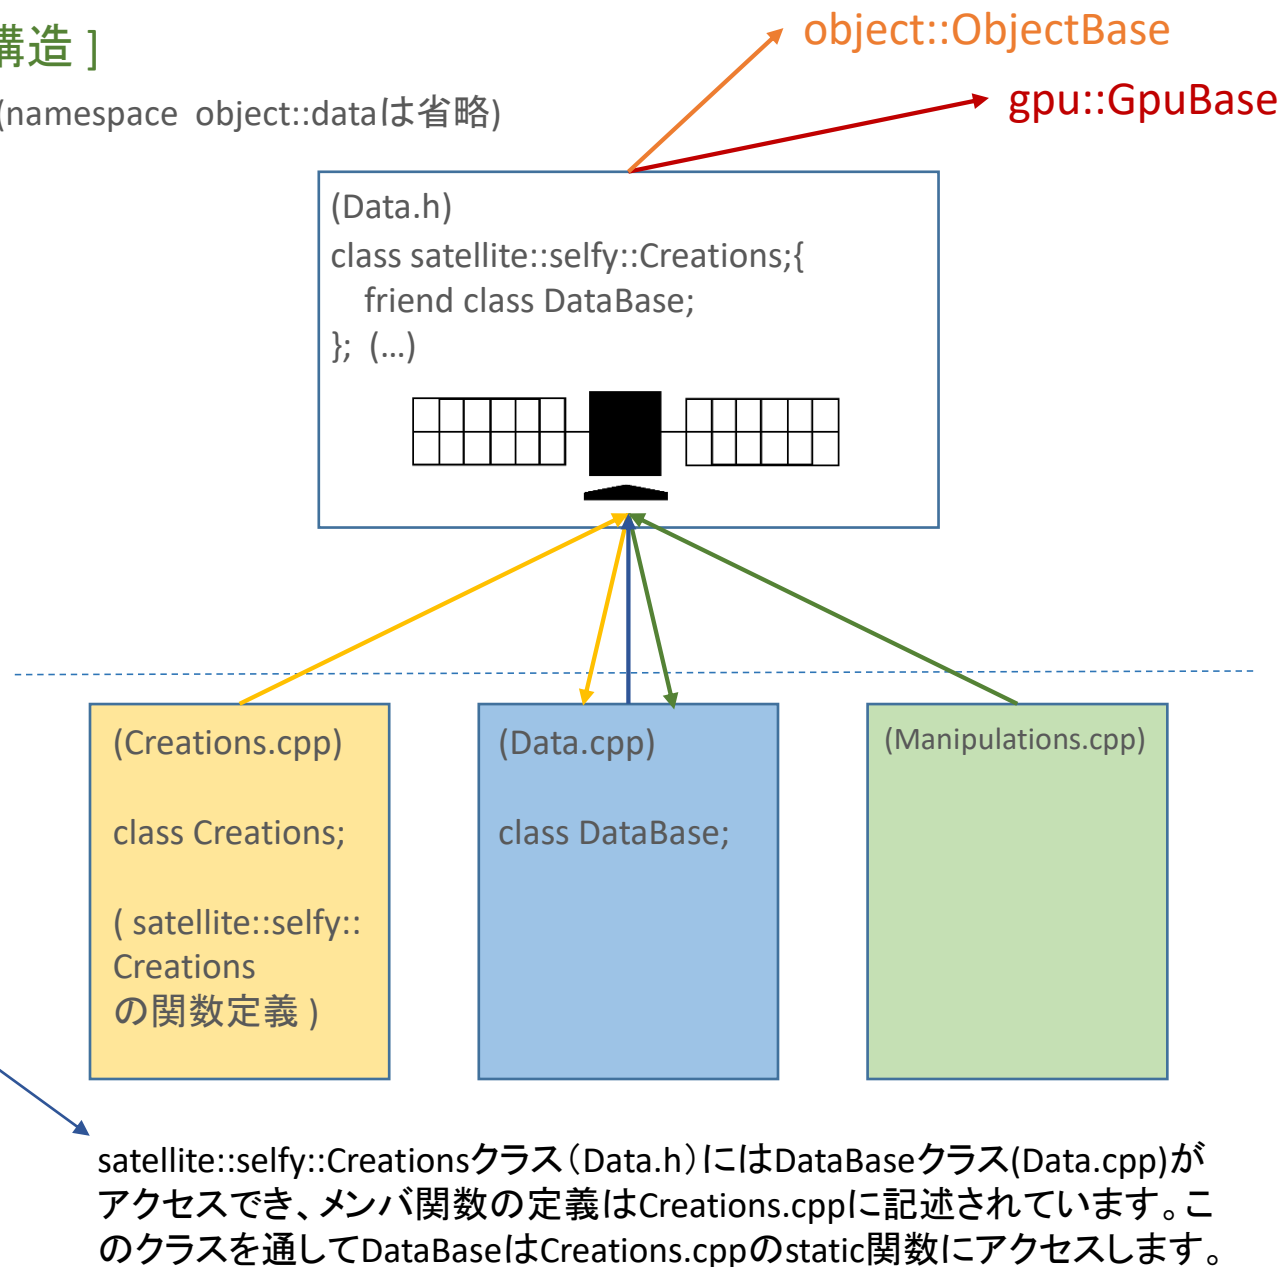 構造 ]
object::ObjectBase
(namespace object::dataは省略)
gpu::GpuBase
(Data.h)
class satellite::selfy::Creations;{
friend class DataBase;
}; (...)
(Creations.cpp)
class Creations;
( satellite::selfy::
Creations
の関数定義 )
(Data.cpp)
class DataBase;
(Manipulations.cpp)
satellite::selfy::Creationsクラス（Data.h）にはDataBaseクラス(Data.cpp)が
アクセスでき、メンバ関数の定義はCreations.cppに記述されています。こ
のクラスを通してDataBaseはCreations.cppのstatic関数にアクセスします。